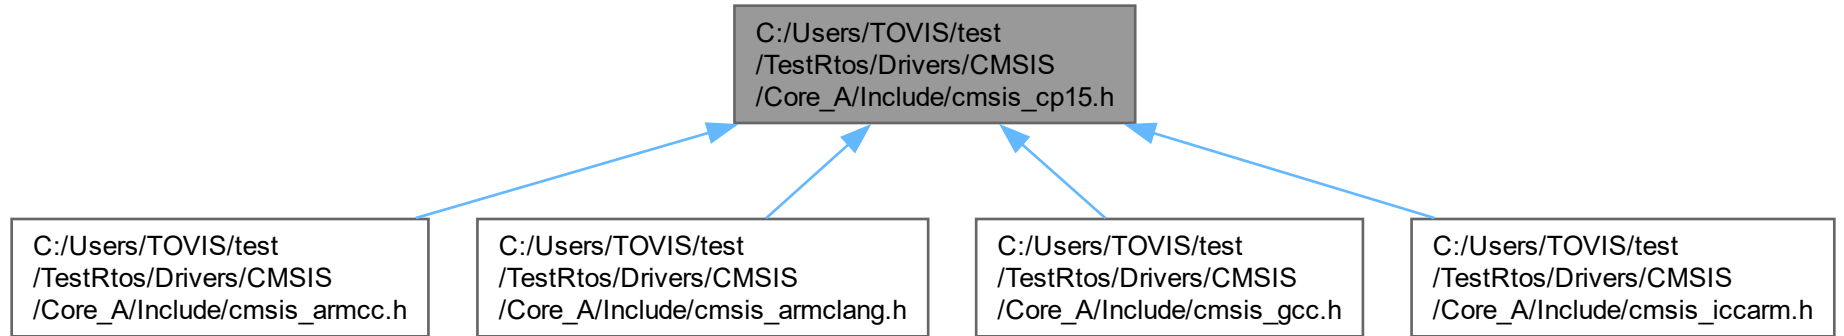 C:/Users/TOVIS/test
/TestRtos/Drivers/CMSIS
/Core_A/Include/cmsis_cp15.h
C:/Users/TOVIS/test
/TestRtos/Drivers/CMSIS
/Core_A/Include/cmsis_armcc.h
C:/Users/TOVIS/test
/TestRtos/Drivers/CMSIS
/Core_A/Include/cmsis_armclang.h
C:/Users/TOVIS/test
/TestRtos/Drivers/CMSIS
/Core_A/Include/cmsis_gcc.h
C:/Users/TOVIS/test
/TestRtos/Drivers/CMSIS
/Core_A/Include/cmsis_iccarm.h